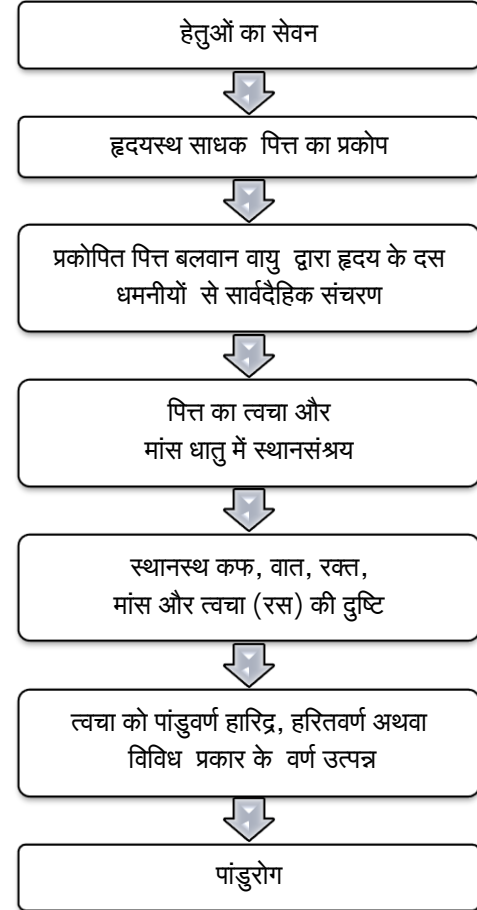 हेतुओं का सेवन
हृदयस्थ साधक पित्त का प्रकोप
प्रकोपित पित्त बलवान वायु द्वारा हृदय के दस
धमनीयों से सार्वदैहिक संचरण
पित्त का त्वचा और
मांस धातु में स्थानसंश्रय
स्थानस्थ कफ, वात, रक्त,
मांस और त्वचा (रस) की दुष्टि
त्वचा को पांडुवर्ण हारिद्र, हरितवर्ण अथवा
विविध प्रकार के वर्ण उत्पन्न
पांडुरोग